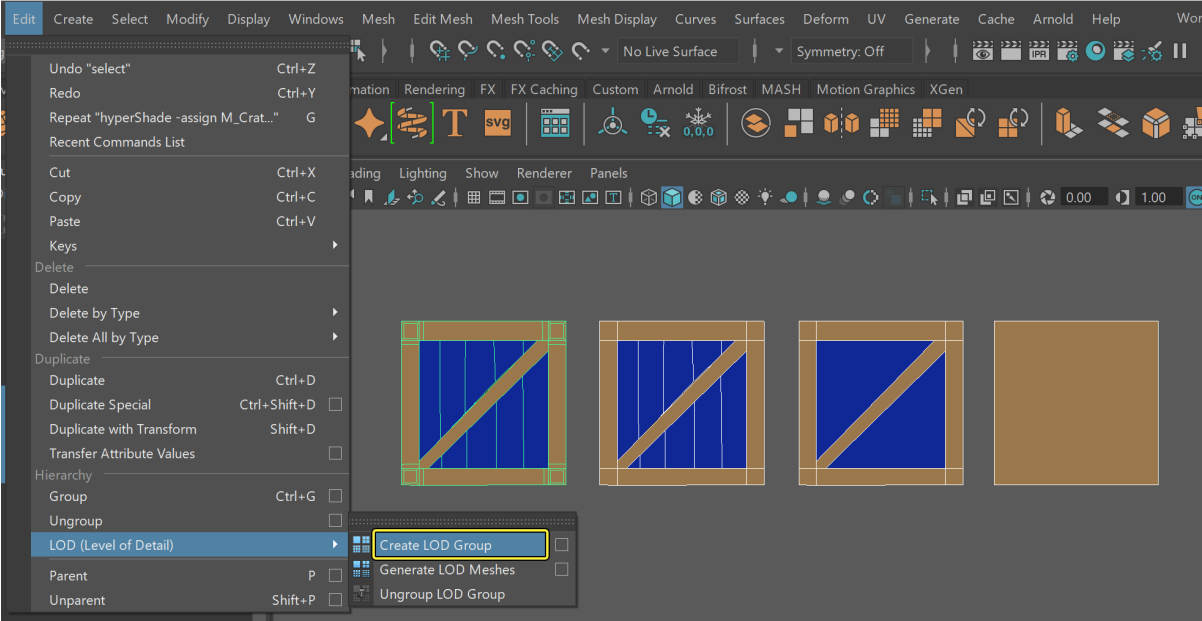 Edit Create Select Modify Display Windows Mesh Edit Mesh Mesh Tools Mesh Display Curves Surfaces Deform UV Generate Cache Arnold Help Wor
No Live Surface Symmetry: Off IPR
mation Rendering FX FX Caching Custom Arnold Bifrost MASH Motion Graphics XGen
T svg 0,0,0
ading Lighting Show Renderer Panels
0.00 1.00 ON
Undo "select" Ctrl+Z
Redo Ctrl+Y
Repeat "hyperShade -assign M_Crat..." G
Recent Commands List
Cut Ctrl+X
Copy Ctrl+C
Paste Ctrl+V
Keys
Delete
Delete
Delete by Type
Delete All by Type
Duplicate
Duplicate Ctrl+D
Duplicate Special Ctrl+Shift+D
Duplicate with Transform Shift+D
Transfer Attribute Values
Hierarchy
Group Ctrl+G
Ungroup
LOD (Level of Detail)
Parent P
Unparent Shift+P
Create LOD Group
Generate LOD Meshes
Ungroup LOD Group